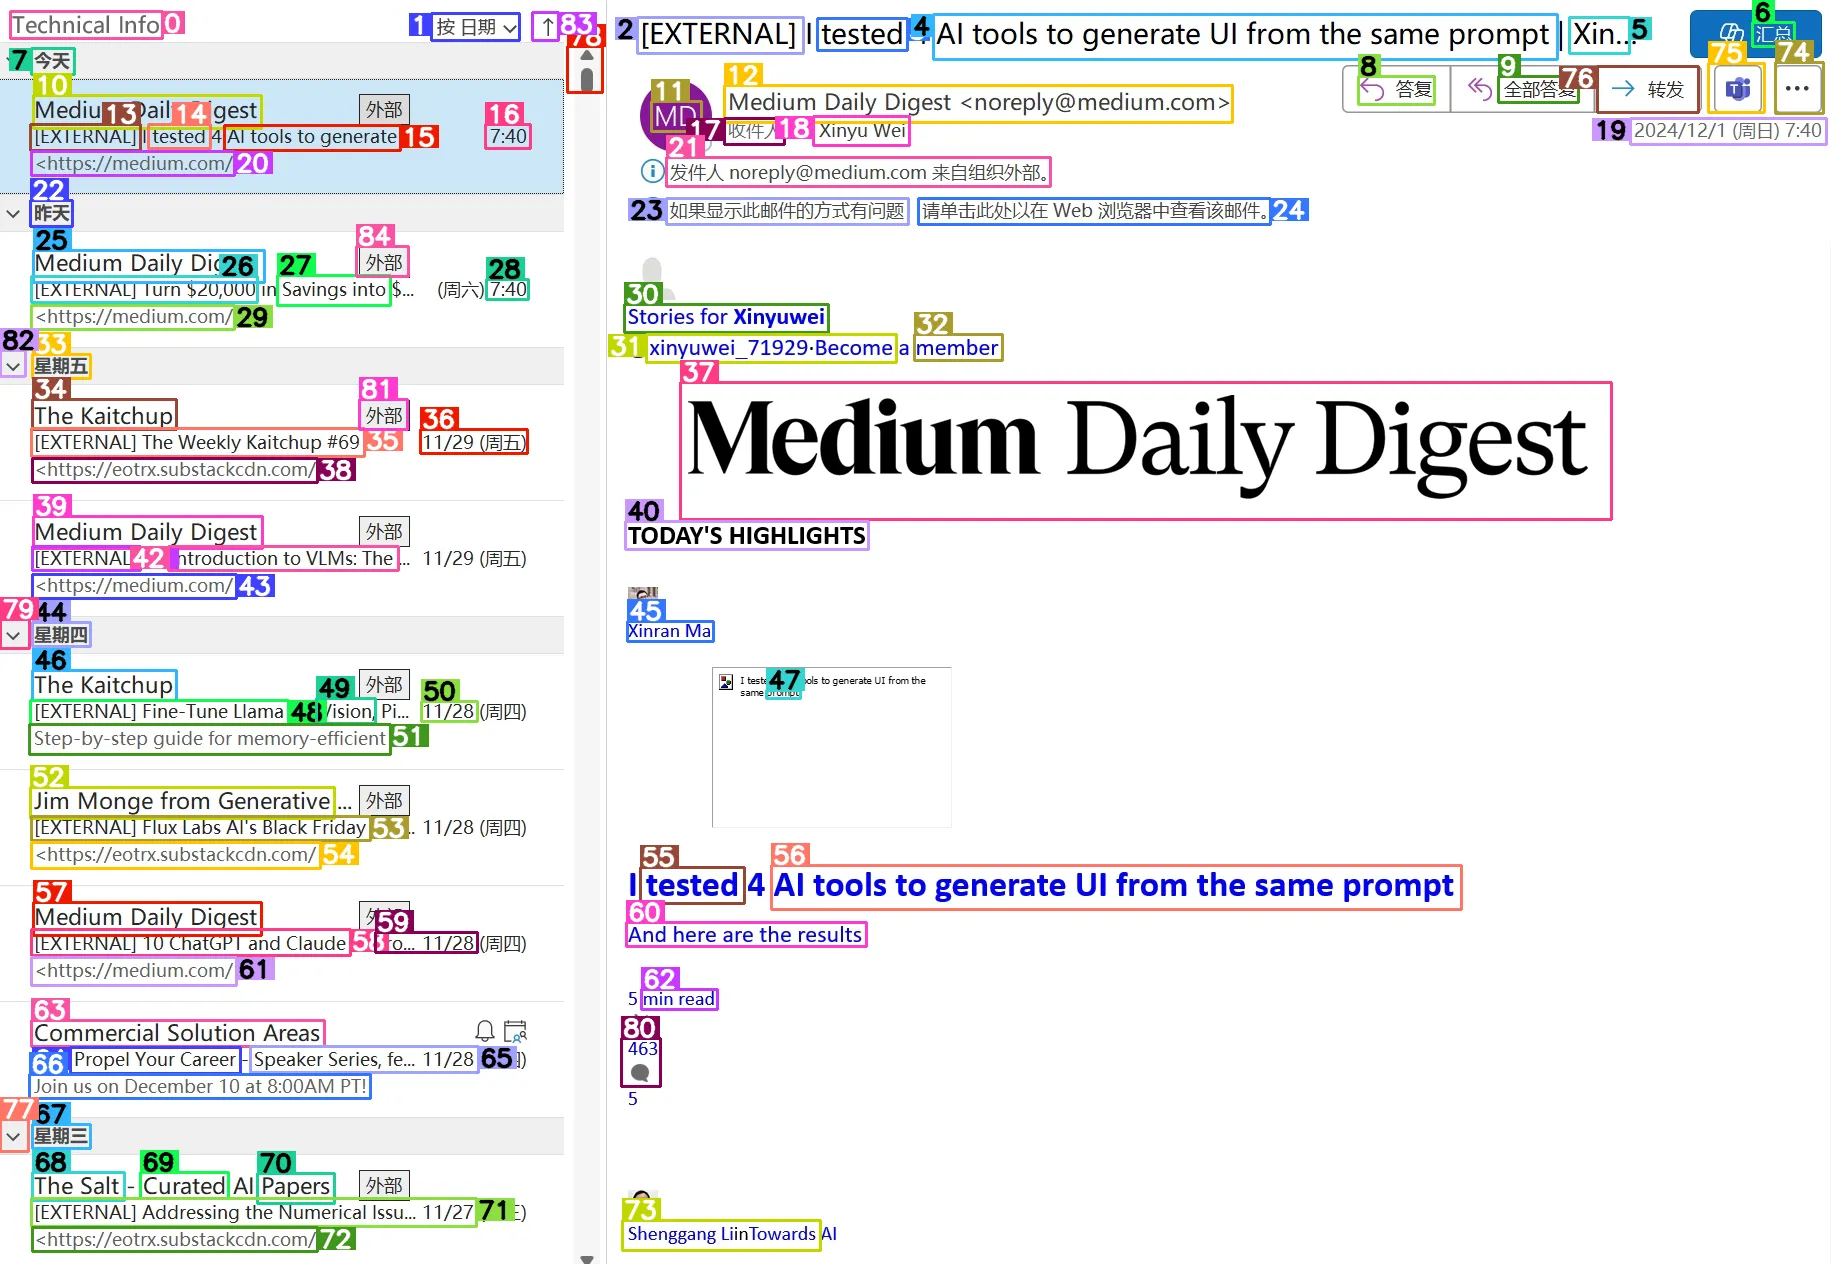 Technical Info 0
1 按 日期 ↑ 83
78
7 今天
10
Medium Daily Digest 外部
13 14 16
[EXTERNAL] I tested 4 AI tools to generate 15 7:40
<https://medium.com/ 20
22
昨天
25 84
Medium Daily Dig 外部
26 27 28
[EXTERNAL] Turn $20,000 in Savings into $... (周六) 7:40
<https://medium.com/ 29
82 33
星期五
34 81
The Kaitchup 外部
36
[EXTERNAL] The Weekly Kaitchup #69 35 11/29 (周五)
<https://eotrx.substackcdn.com/ 38
39
Medium Daily Digest 外部
[EXTERNAL 42 ntroduction to VLMs: The ... 11/29 (周五)
<https://medium.com/ 43
79 44
星期四
46
The Kaitchup 外部
49 50
[EXTERNAL] Fine-Tune Llama 48 Vision, Pi... 11/28 (周四)
Step-by-step guide for memory-efficient 51
52
Jim Monge from Generative ... 外部
[EXTERNAL] Flux Labs AI's Black Friday 53 .. 11/28 (周四)
<https://eotrx.substackcdn.com/ 54
57
Medium Daily Digest 外部
59
[EXTERNAL] 10 ChatGPT and Claude 58 ro... 11/28 (周四)
<https://medium.com/ 61
63
Commercial Solution Areas
66 Propel Your Career - Speaker Series, fe... 11/28 65 )
Join us on December 10 at 8:00AM PT!
77 67
星期三
68 69 70
The Salt - Curated AI Papers 外部
[EXTERNAL] Addressing the Numerical Issu... 11/27 71 )
<https://eotrx.substackcdn.com/ 72
2 [EXTERNAL] I tested 4 AI tools to generate UI from the same prompt | Xin... 5
6
汇总
8 9 76 75 74
答复 全部答复 → 转发 ...
11 12
MD Medium Daily Digest <noreply@medium.com>
17 收件人 18 Xinyu Wei
19 2024/12/1 (周日) 7:40
21
发件人 noreply@medium.com 来自组织外部。
23 如果显示此邮件的方式有问题 请单击此处以在 Web 浏览器中查看该邮件。 24
30
Stories for Xinyuwei
31 xinyuwei_71929·Become a member
32
37
Medium Daily Digest
40
TODAY'S HIGHLIGHTS
45
Xinran Ma
47
I teste ols to generate UI from the
same prompt
55 56
I tested 4 AI tools to generate UI from the same prompt
60
And here are the results
62
5 min read
80
463
5
73
Shenggang LiinTowards AI